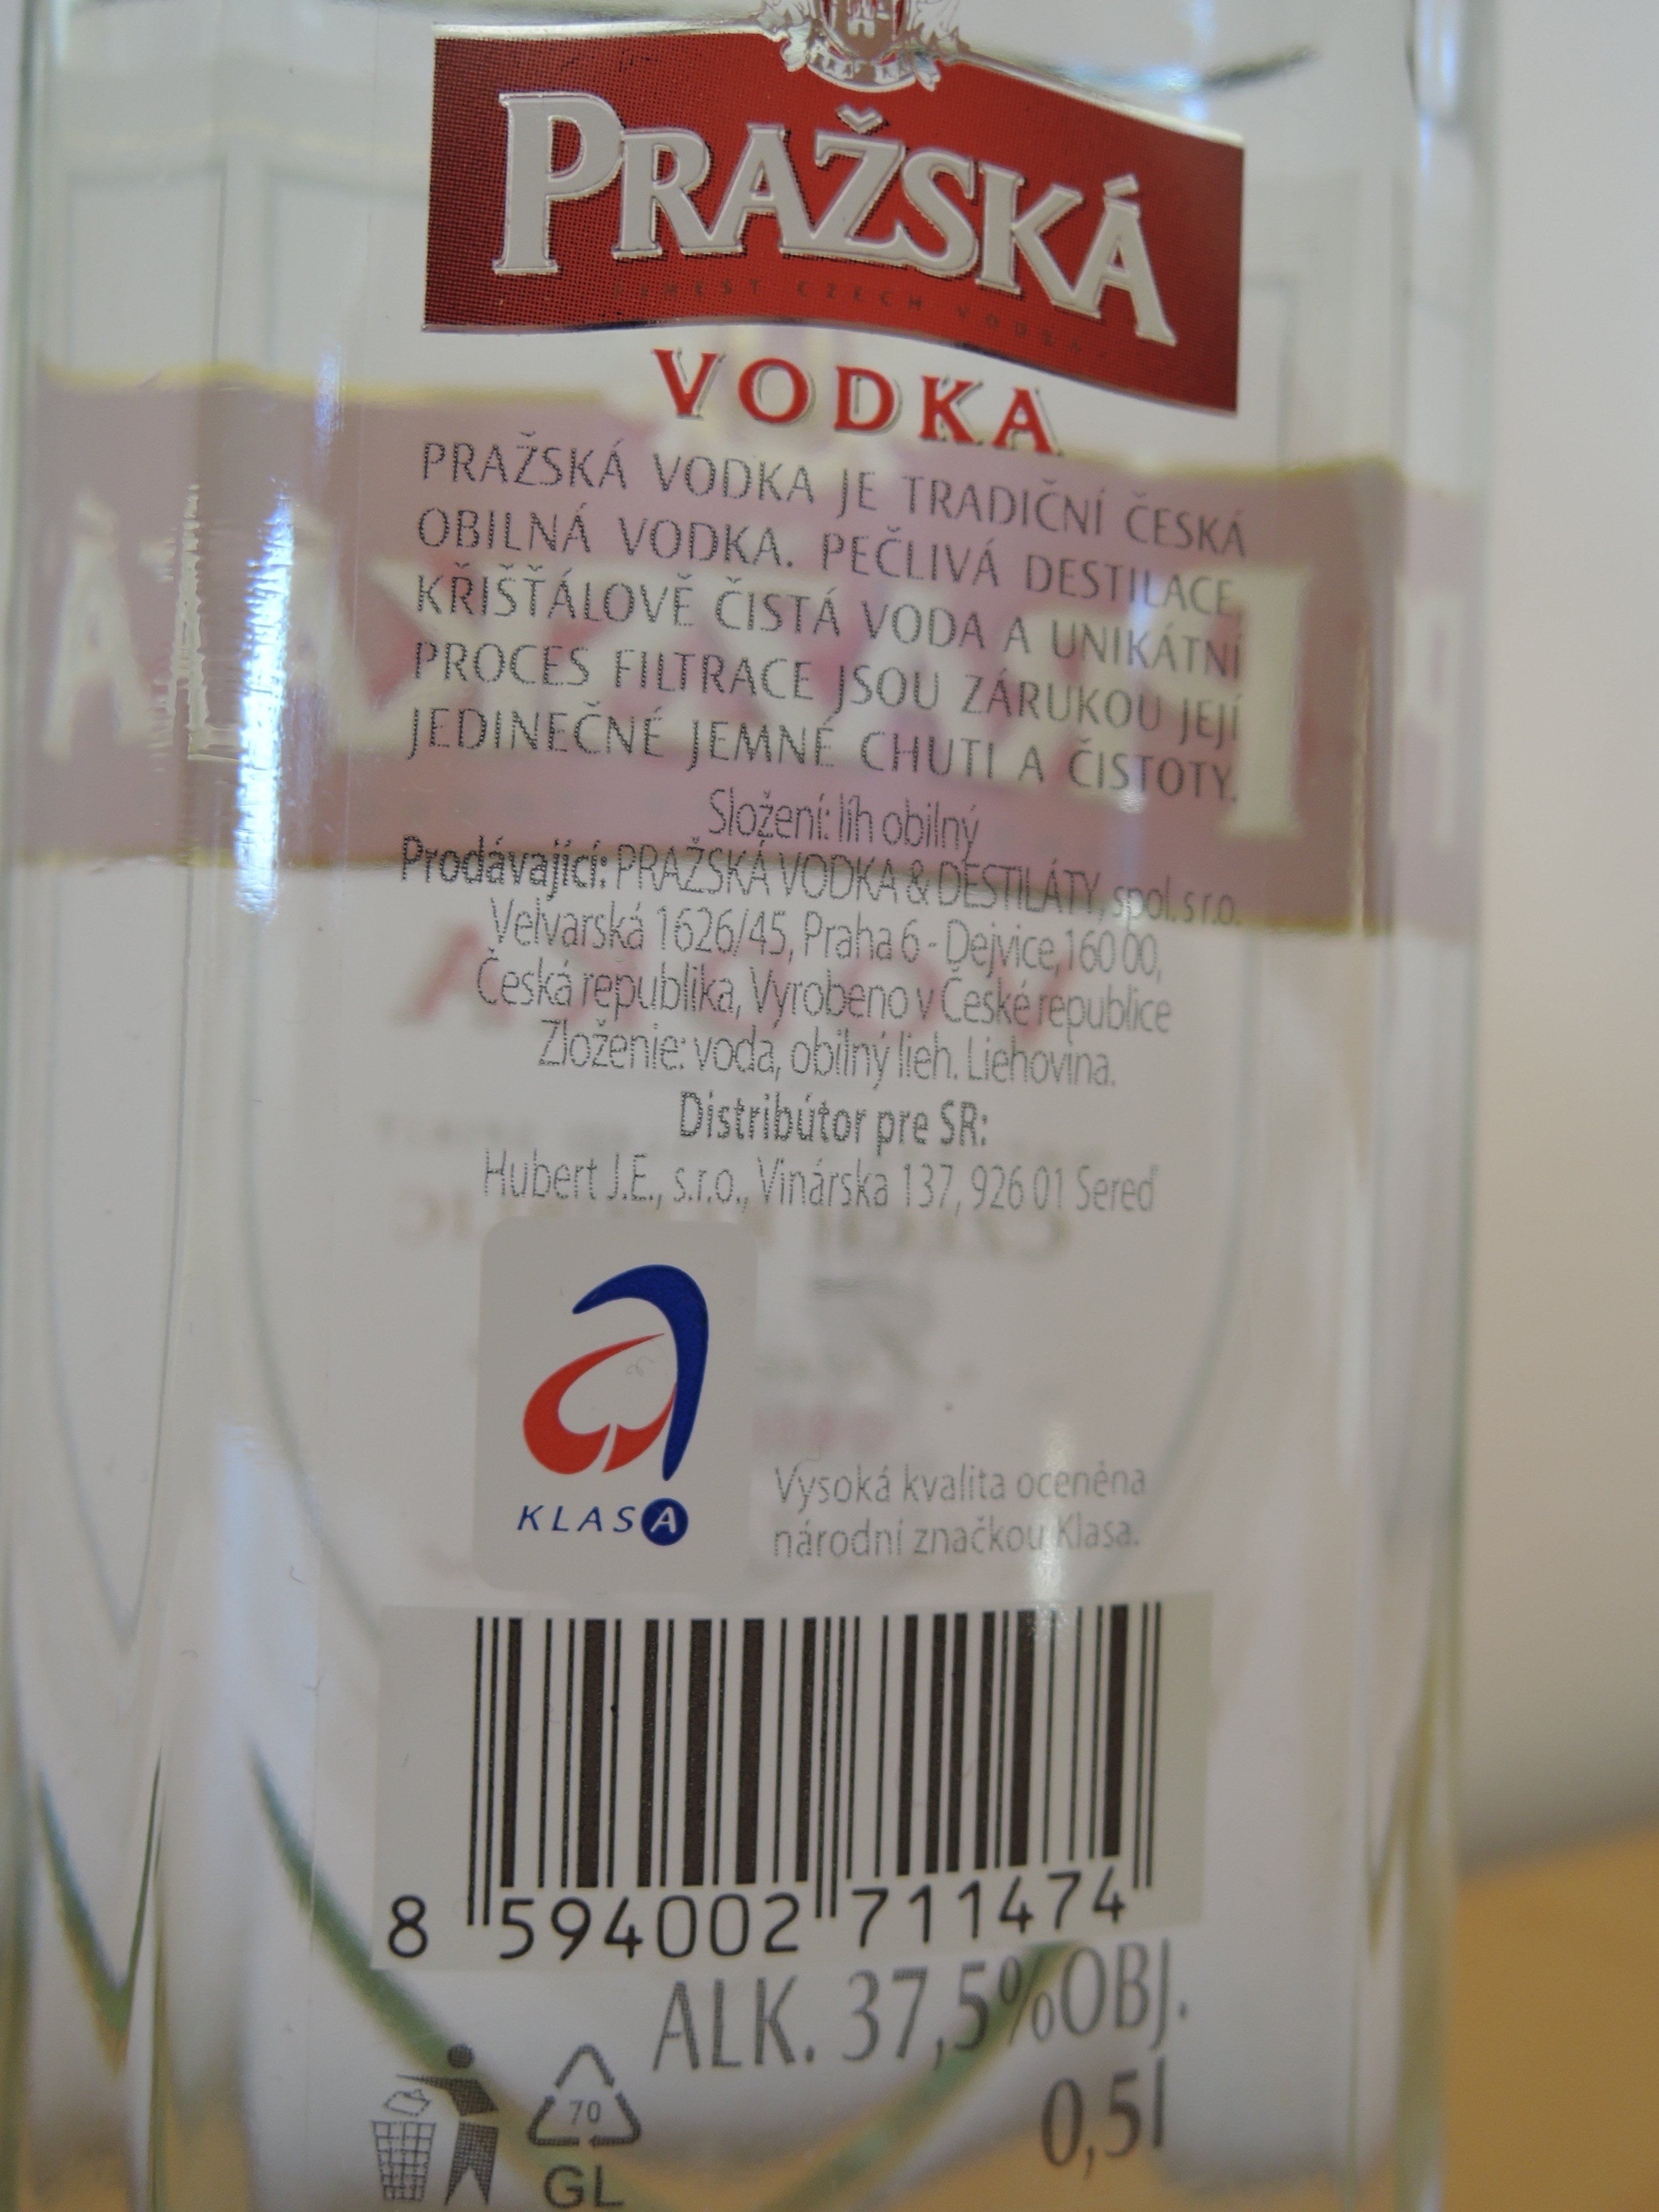 PRAŽSKÁ
FINEST CZECH VODKA
VODKA
PRAŽSKÁ VODKA JE TRADIČNÍ ČESKÁ
OBILNÁ VODKA. PEČLIVÁ DESTILACE,
KŘIŠŤÁLOVĚ ČISTÁ VODA A UNIKÁTNÍ
PROCES FILTRACE JSOU ZÁRUKOU JEJÍ
JEDINEČNÉ JEMNÉ CHUTI A ČISTOTY.
Složení: líh obilný
Prodávající: PRAŽSKÁ VODKA & DESTILÁTY, spol. s r.o.
Velvarská 1626/45, Praha 6 - Dejvice, 160 00,
Česká republika, Vyrobeno v České republice
Zloženie: voda, obilný lieh. Liehovina.
Distribútor pre SR:
Hubert J.E., s.r.o., Vinárska 137, 926 01 Sereď
KLASA
Vysoká kvalita oceněna
národní značkou Klasa.
8 594002 711474
ALK. 37,5%OBJ.
0,5l
70
GL